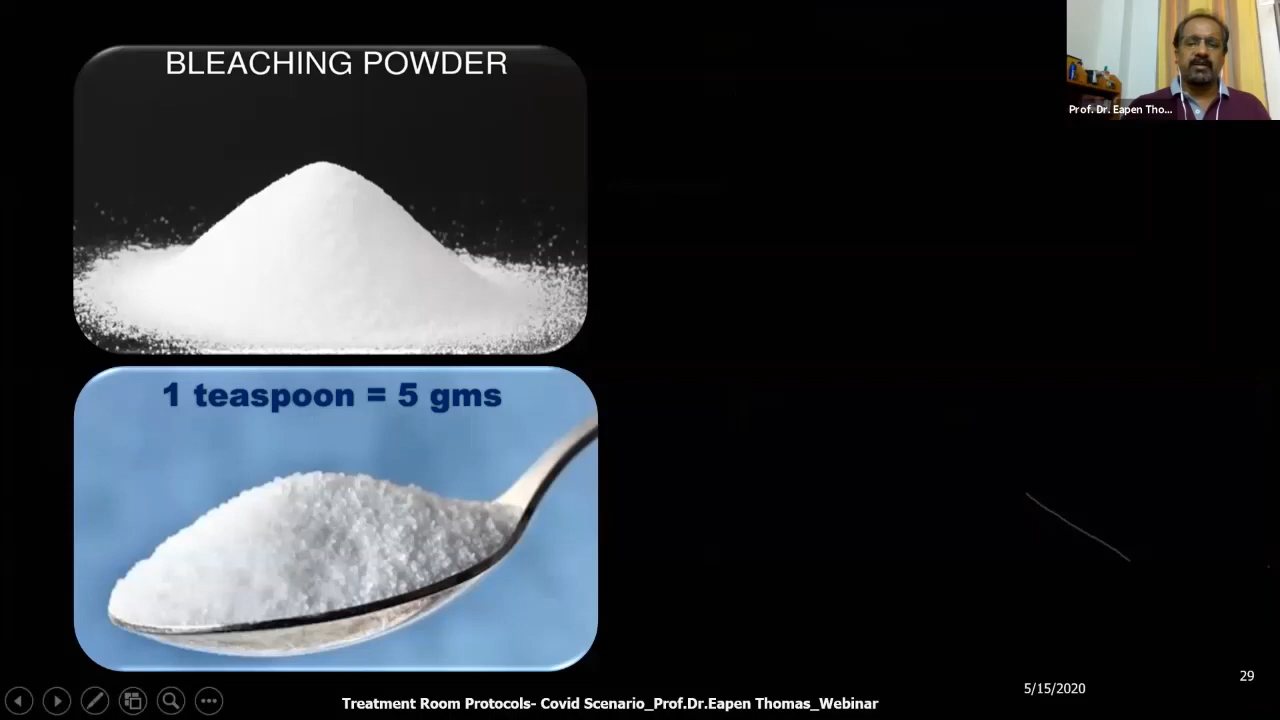 BLEACHING POWDER
Prof. Dr. Eapen Tho...
1 teaspoon = 5 gms
29
5/15/2020
Treatment Room Protocols- Covid Scenario_Prof.Dr.Eapen Thomas_Webinar